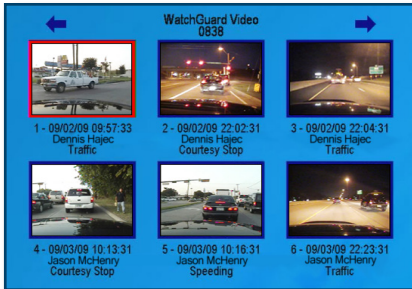 WatchGuard Video
0838
1 - 09/02/09 09:57:33
Dennis Hajec
Traffic
2 - 09/02/09 22:02:31
Dennis Hajec
Courtesy Stop
3 - 09/02/09 22:04:31
Dennis Hajec
Traffic
4 - 09/03/09 10:13:31
Jason McHenry
Courtesy Stop
5 - 09/03/09 10:16:31
Jason McHenry
Speeding
6 - 09/03/09 22:23:31
Jason McHenry
Traffic